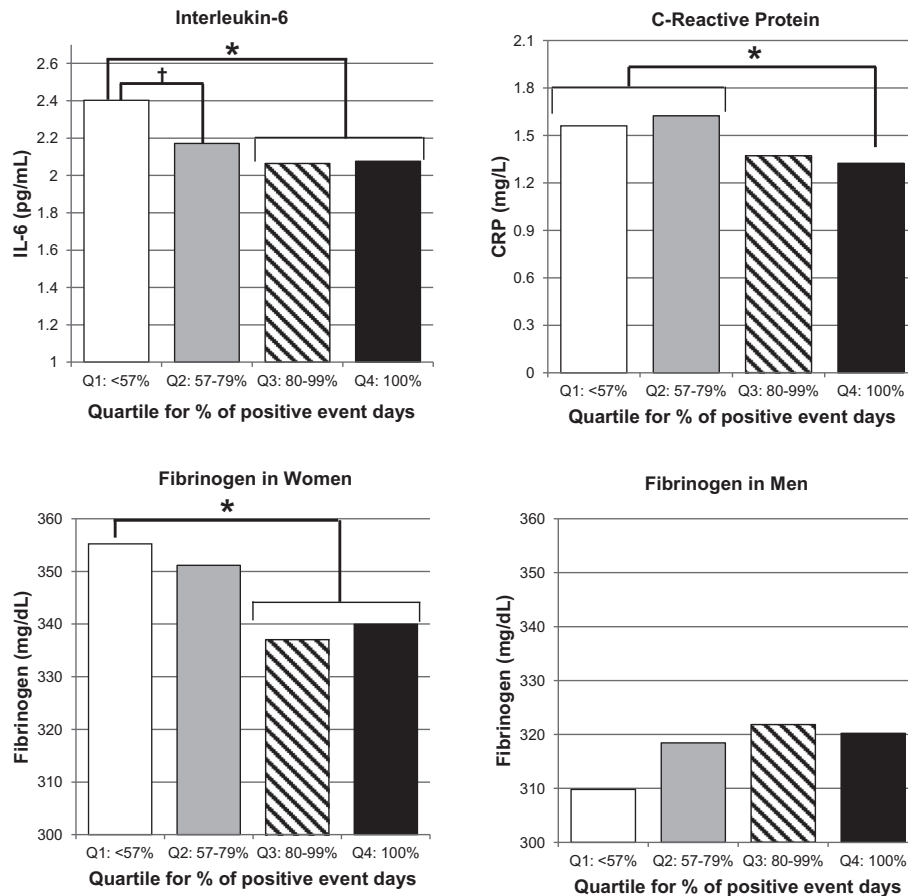 Interleukin-6
IL-6 (pg/mL)
2.6
2.4
2.2
2
1.8
1.6
1.4
1.2
1
*
†
Q1: <57% Q2: 57-79% Q3: 80-99% Q4: 100%
Quartile for % of positive event days
C-Reactive Protein
CRP (mg/L)
2.1
1.8
1.5
1.2
0.9
0.6
0.3
0
*
Q1: <57% Q2: 57-79% Q3: 80-99% Q4: 100%
Quartile for % of positive event days
Fibrinogen in Women
Fibrinogen (mg/dL)
360
350
340
330
320
310
300
*
Q1: <57% Q2: 57-79% Q3: 80-99% Q4: 100%
Quartile for % of positive event days
Fibrinogen in Men
Fibrinogen (mg/dL)
360
350
340
330
320
310
300
Q1: <57% Q2: 57-79% Q3: 80-99% Q4: 100%
Quartile for % of positive event days